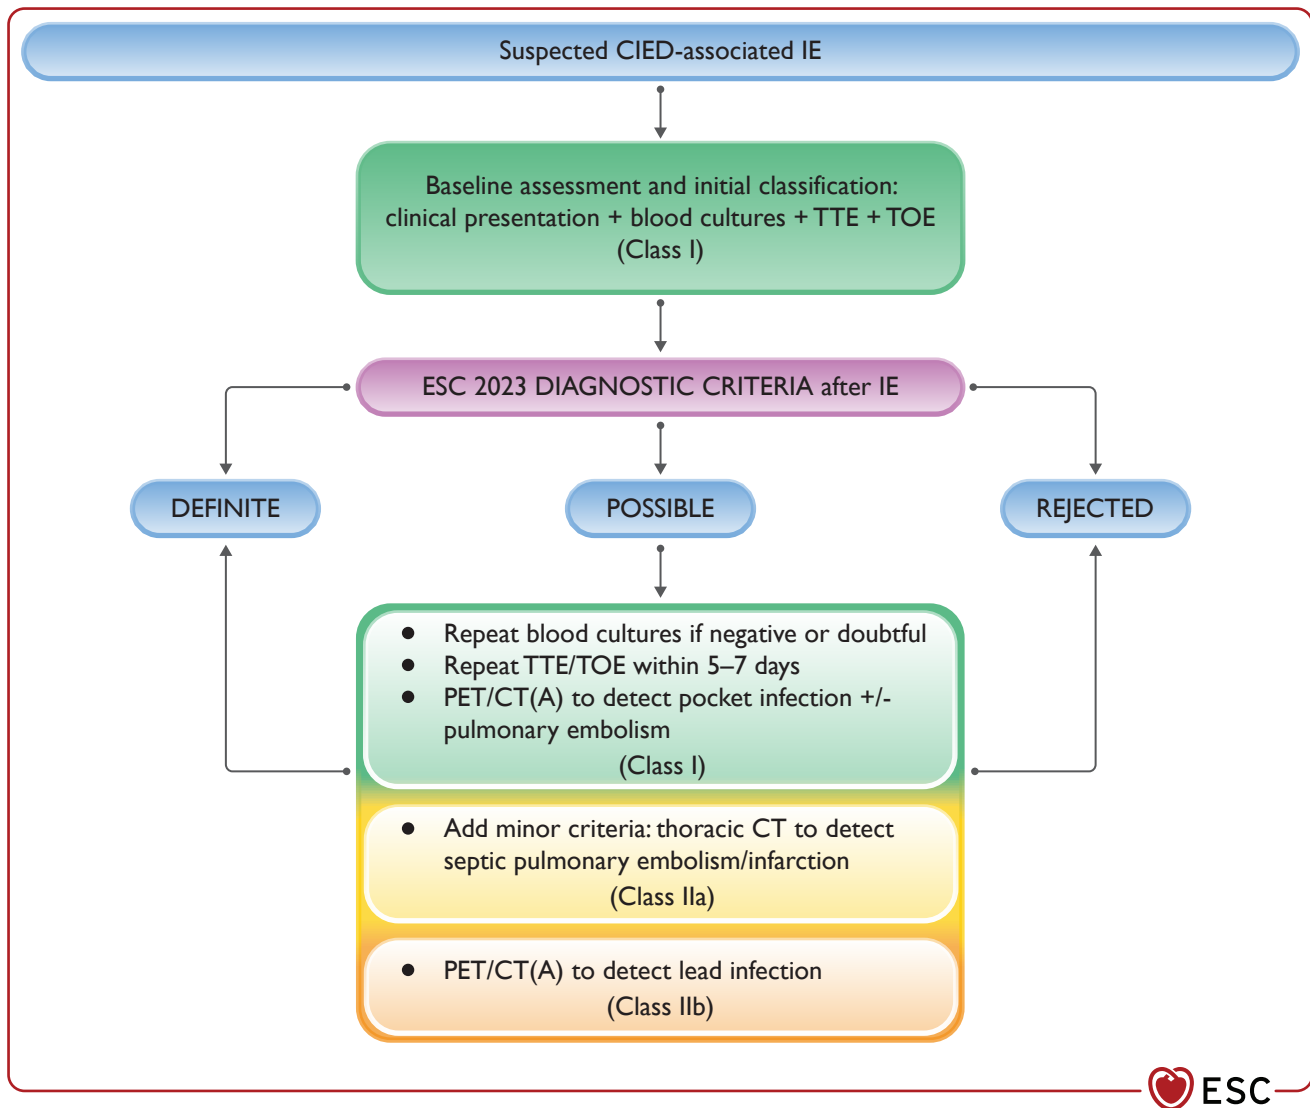 Suspected CIED-associated IE
Baseline assessment and initial classification:
clinical presentation + blood cultures + TTE + TOE
(Class I)
ESC 2023 DIAGNOSTIC CRITERIA after IE
DEFINITE
POSSIBLE
REJECTED
● Repeat blood cultures if negative or doubtful
● Repeat TTE/TOE within 5–7 days
● PET/CT(A) to detect pocket infection +/-
pulmonary embolism
(Class I)
● Add minor criteria: thoracic CT to detect
septic pulmonary embolism/infarction
(Class IIa)
● PET/CT(A) to detect lead infection
(Class IIb)
ESC